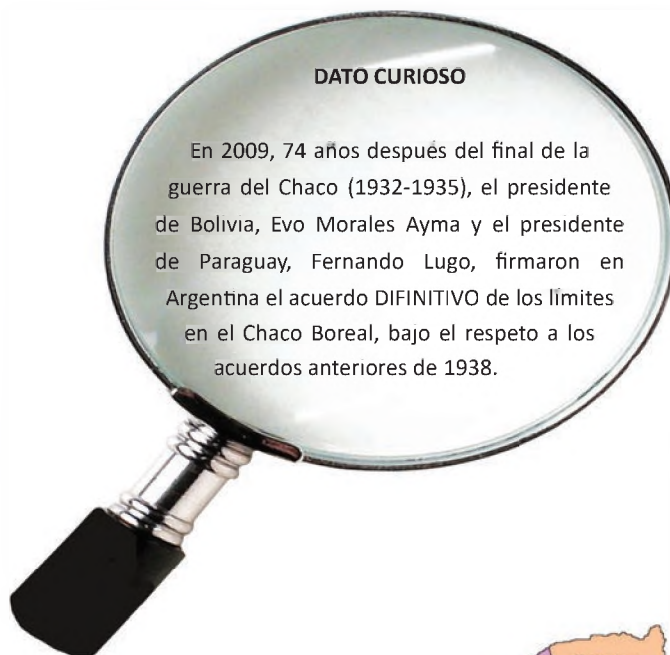 DATO CURIOSO
En 2009, 74 años después del final de la
guerra del Chaco (1932-1935), el presidente
de Bolivia, Evo Morales Ayma y el presidente
de Paraguay, Fernando Lugo, firmaron en
Argentina el acuerdo DIFINITIVO de los límites
en el Chaco Boreal, bajo el respeto a los
acuerdos anteriores de 1938.